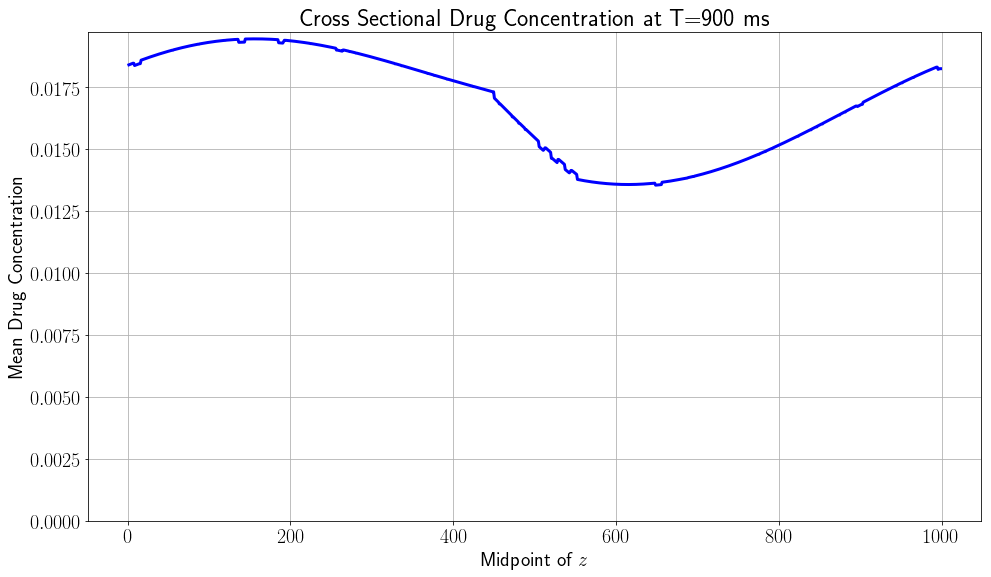 Cross Sectional Drug Concentration at T=900 ms
Mean Drug Concentration
0.0175
0.0150
0.0125
0.0100
0.0075
0.0050
0.0025
0.0000
0 200 400 600 800 1000
Midpoint of z